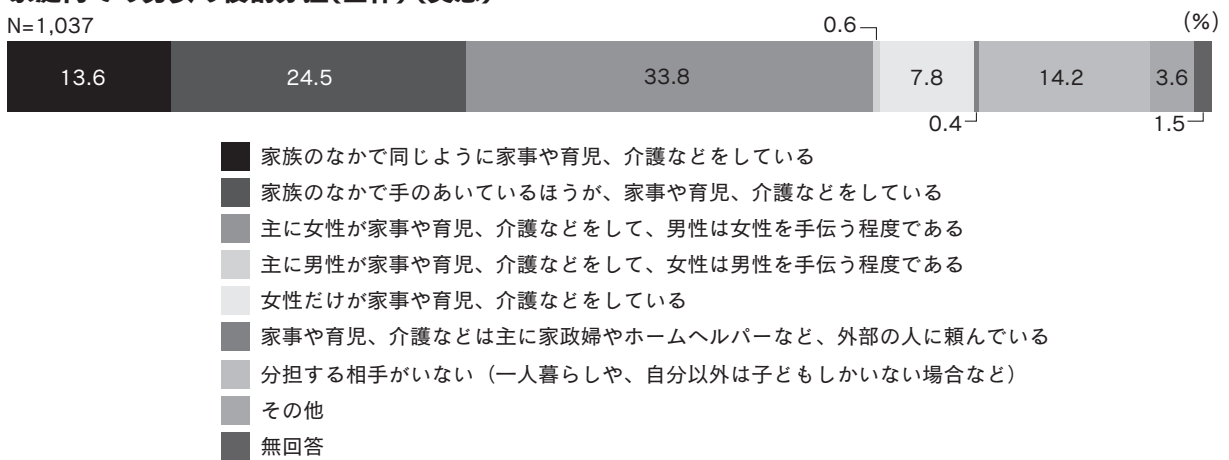 N=1,037
0.6
(%)
13.6 24.5 33.8 7.8 14.2 3.6
0.4 1.5
家族のなかで同じように家事や育児、介護などをしている
家族のなかで手のあいているほうが、家事や育児、介護などをしている
主に女性が家事や育児、介護などをして、男性は女性を手伝う程度である
主に男性が家事や育児、介護などをして、女性は男性を手伝う程度である
女性だけが家事や育児、介護などをしている
家事や育児、介護などは主に家政婦やホームヘルパーなど、外部の人に頼んでいる
分担する相手がいない（一人暮らしや、自分以外は子どもしかいない場合など）
その他
無回答